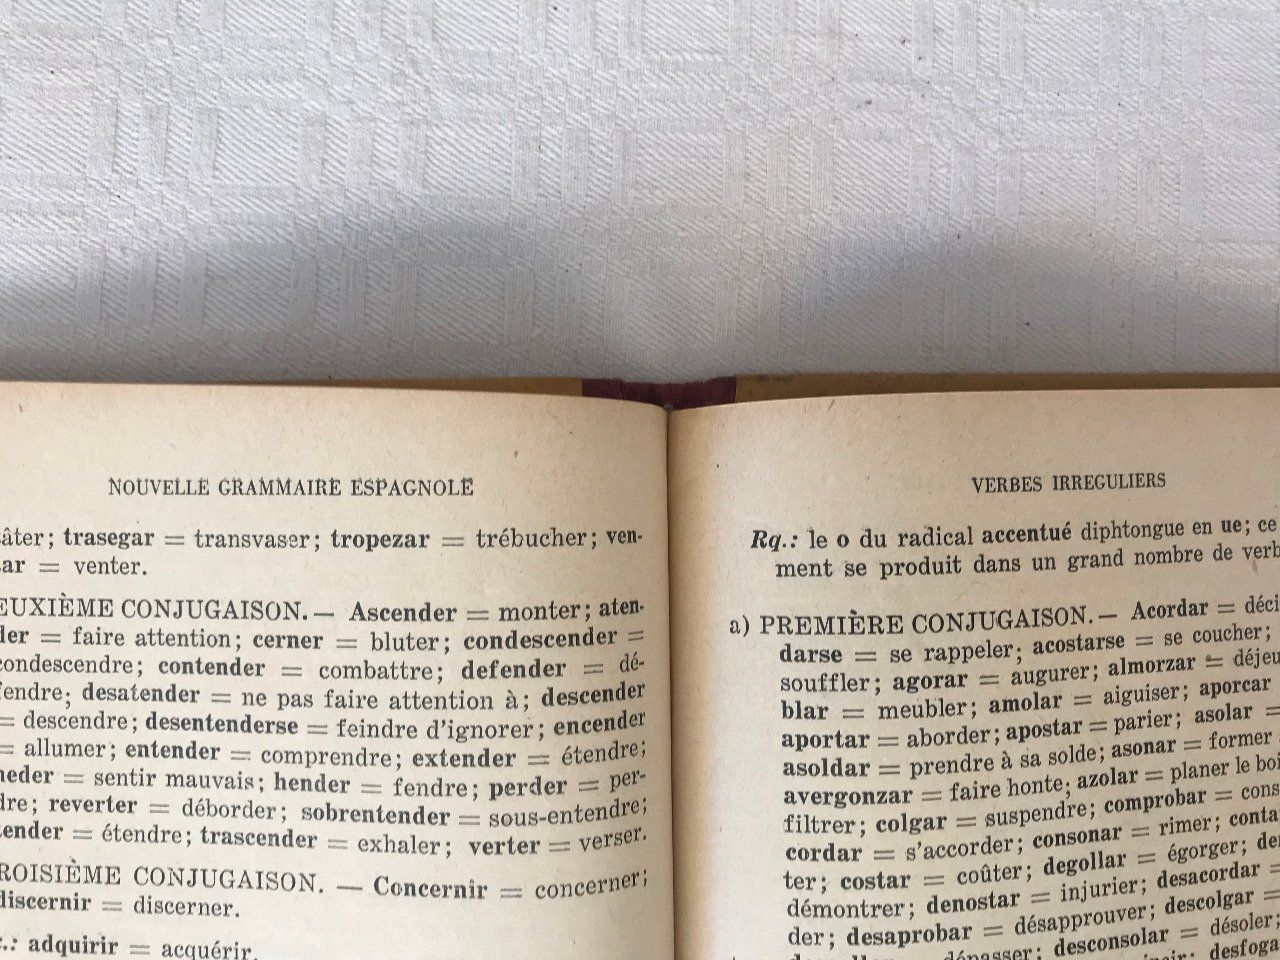 NOUVELLE GRAMMAIRE ESPAGNOLE
âter; trasegar = transvaser; tropezar = trébucher; ven-
ar = venter.
EUXIÈME CONJUGAISON. — Ascender = monter; aten-
der = faire attention; cerner = bluter; condescender =
condescendre; contender = combattre; defender = dé-
fendre; desatender = ne pas faire attention à; descender
= descendre; desentenderse = feindre d'ignorer; encender
= allumer; entender = comprendre; extender = étendre;
heder = sentir mauvais; hender = fendre; perder = per-
dre; reverter = déborder; sobrentender = sous-entendre;
tender = étendre; trascender = exhaler; verter = verser.
ROISIÈME CONJUGAISON. — Concernir = concerner;
discernir = discerner.
.: adquirir = acquérir.
VERBES IRREGULIERS
Rq.: le o du radical accentué diphtongue en ue; ce
ment se produit dans un grand nombre de verb
a) PREMIÈRE CONJUGAISON. — Acordar = déci
darse = se rappeler; acostarse = se coucher;
souffler; agorar = augurer; almorzar = déjeu
blar = meubler; amolar = aiguiser; aporcar
aportar = aborder; apostar = parier; asolar =
asoldar = prendre à sa solde; asonar = former
avergonzar = faire honte; azolar = planer le boi
filtrer; colgar = suspendre; comprobar = cons
cordar = s'accorder; consonar = rimer; conta
ter; costar = coûter; degollar = égorger; de
démontrer; denostar = injurier; desacordar =
der; desaprobar = désapprouver; descolgar =
dépasser; desconsolar = désoler;
desfoga